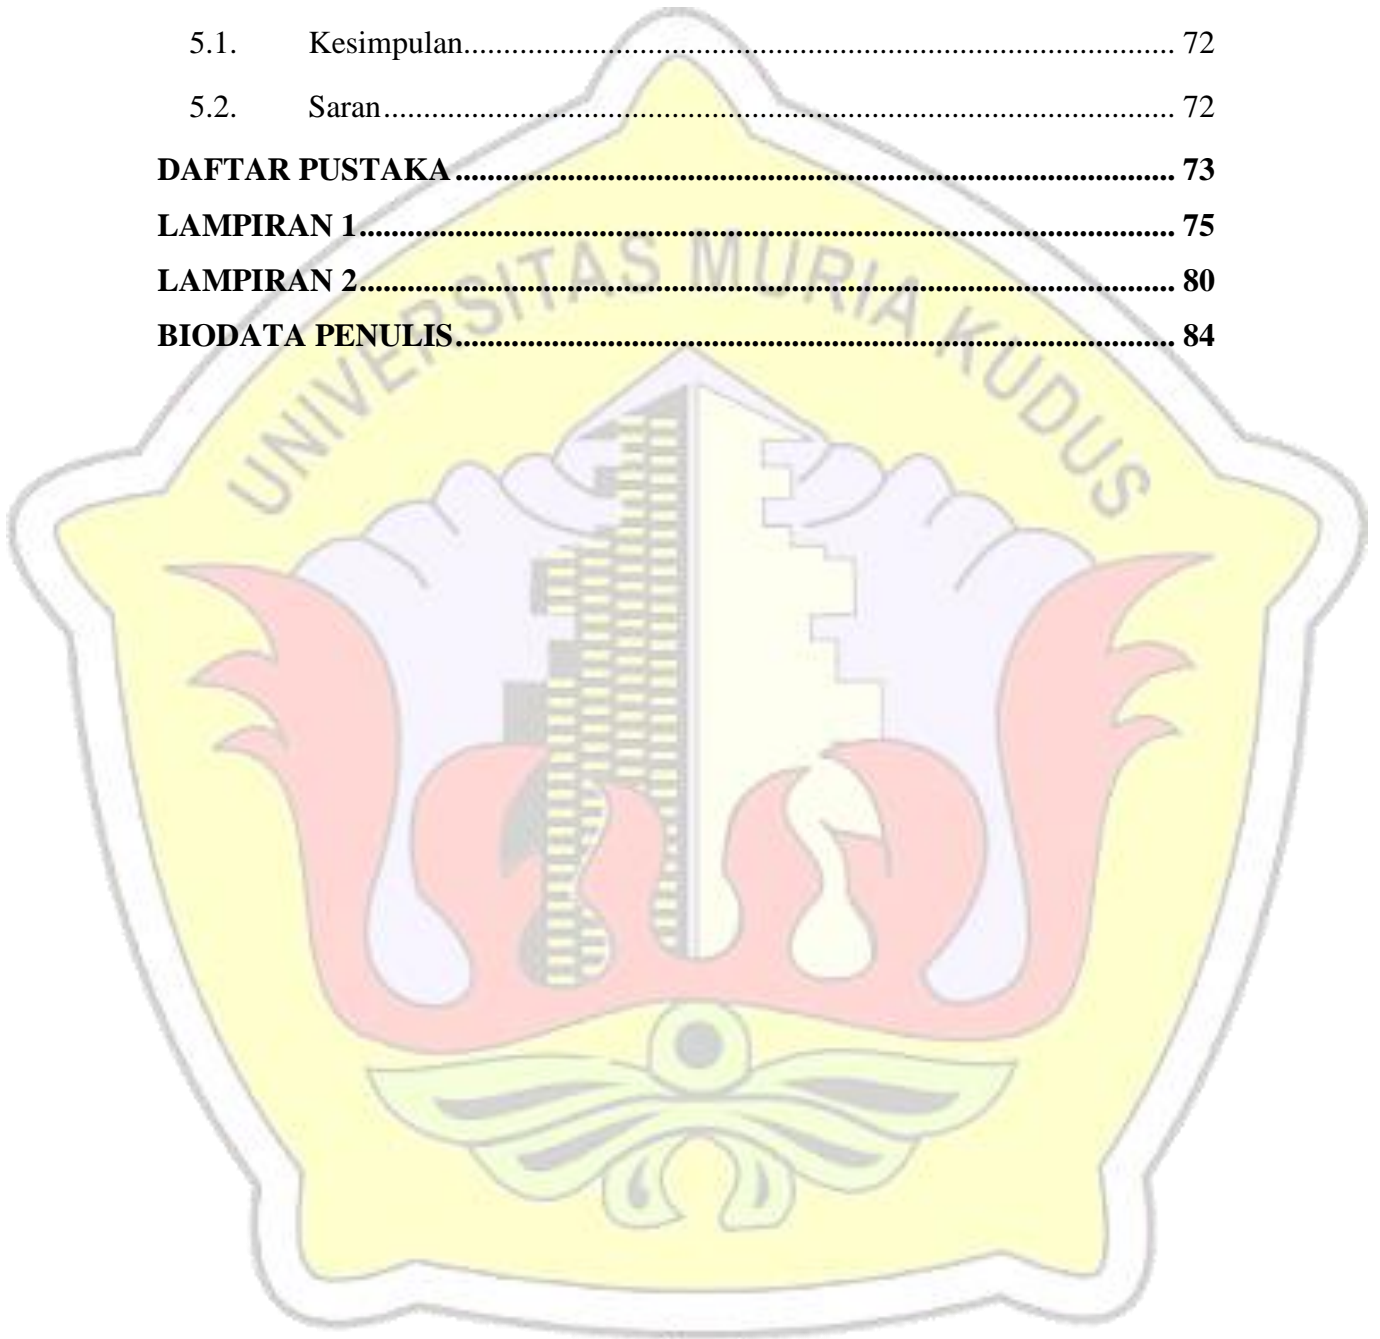 5.1. Kesimpulan........................................................................................ 72
5.2. Saran.................................................................................................. 72
DAFTAR PUSTAKA.......................................................................................... 73
LAMPIRAN 1...................................................................................................... 75
LAMPIRAN 2...................................................................................................... 80
BIODATA PENULIS.......................................................................................... 84
UNIVERSITAS MURIA KUDUS